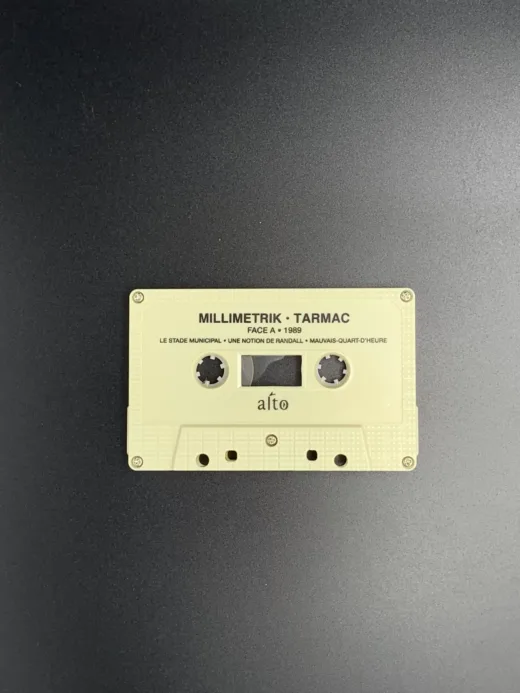 MILLIMETRIK • TARMAC
FACE A • 1989
LE STADE MUNICIPAL • UNE NOTION DE RANDALL • MAUVAIS-QUART-D'HEURE
alto